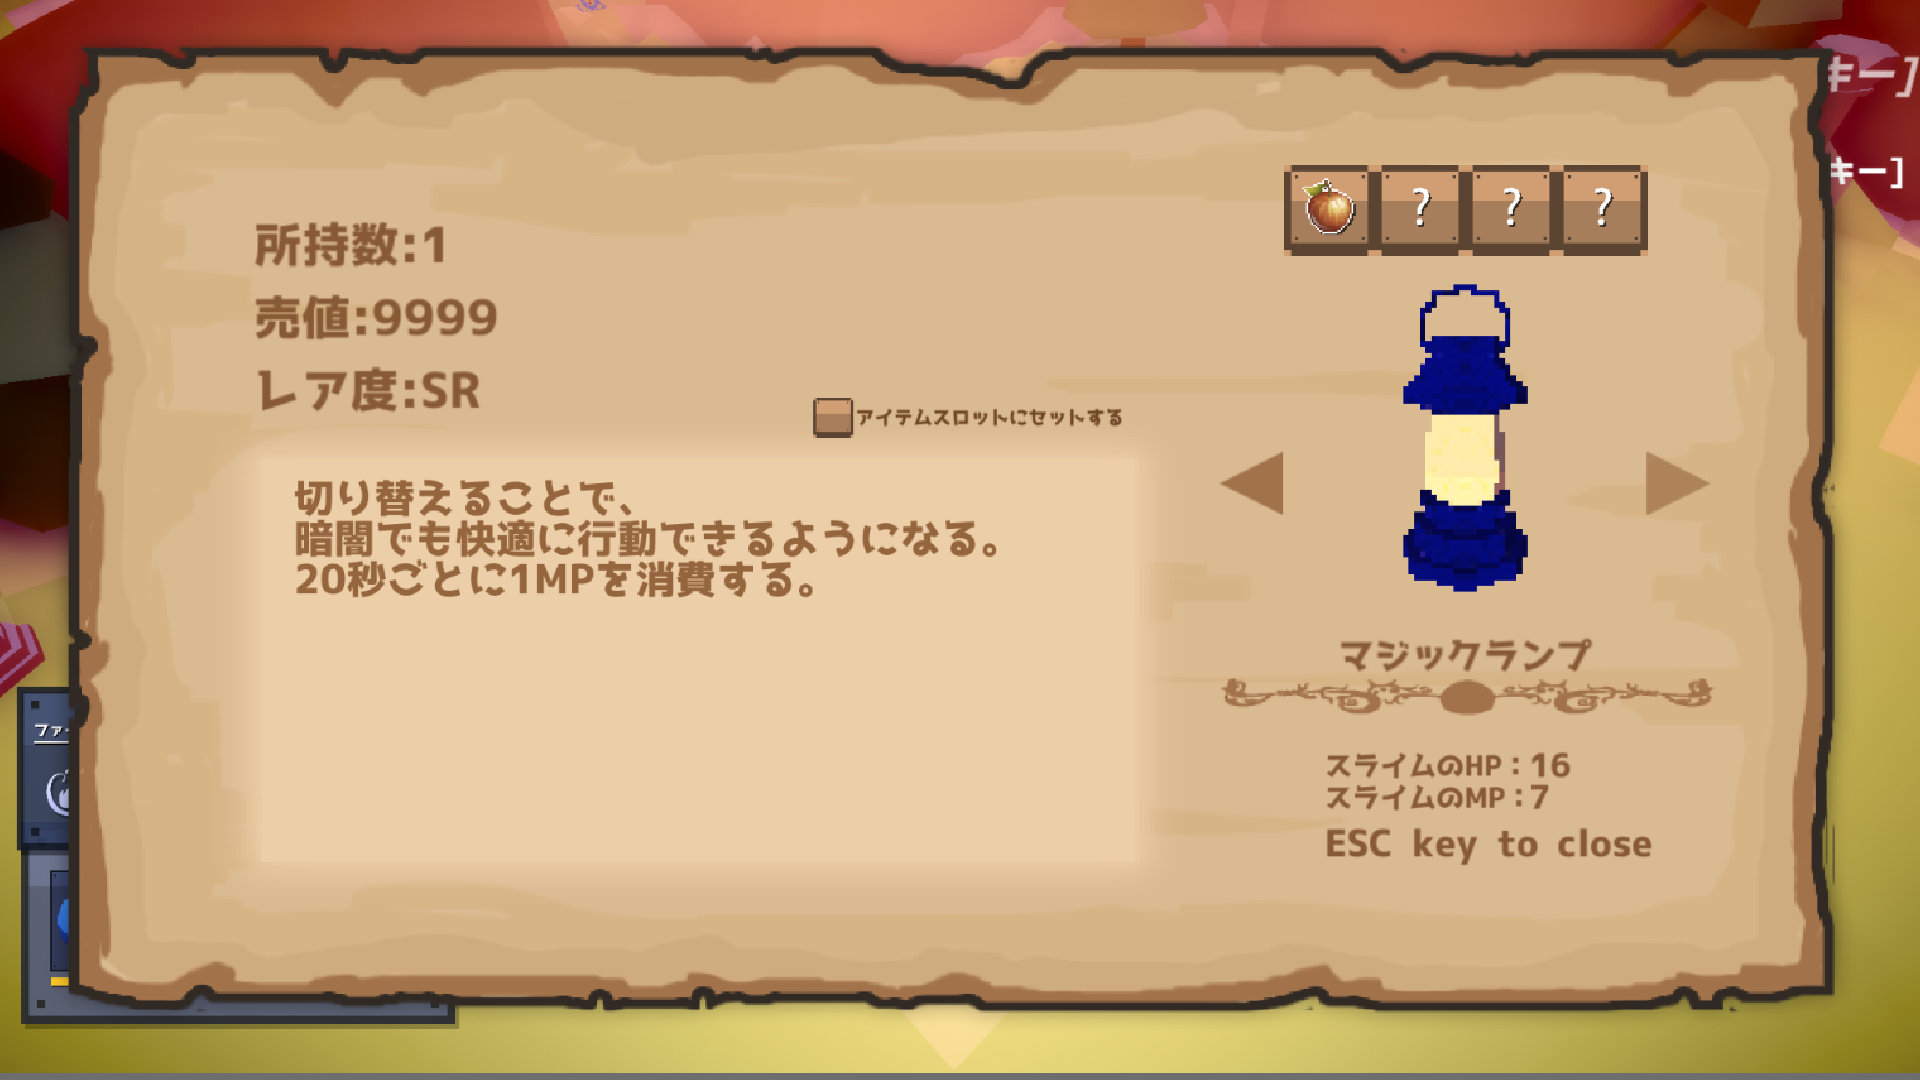 キー]
キー]
? ? ?
所持数:1
売値:9999
レア度:SR
アイテムスロットにセットする
切り替えることで、
暗闇でも快適に行動できるようになる。
20秒ごとに1MPを消費する。
マジックランプ
スライムのHP：16
スライムのMP：7
ESC key to close
ファー